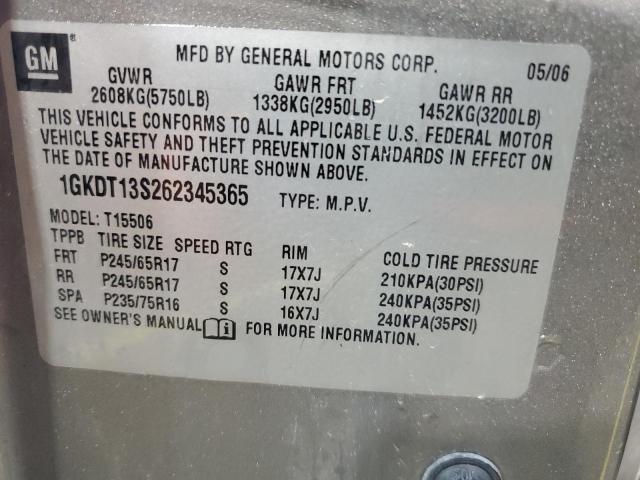 GM
MFD BY GENERAL MOTORS CORP. 05/06
GVWR GAWR FRT GAWR RR
2608KG(5750LB) 1338KG(2950LB) 1452KG(3200LB)
THIS VEHICLE CONFORMS TO ALL APPLICABLE U.S. FEDERAL MOTOR
VEHICLE SAFETY AND THEFT PREVENTION STANDARDS IN EFFECT ON
THE DATE OF MANUFACTURE SHOWN ABOVE.
1GKDT13S262345365 TYPE: M.P.V.
MODEL: T15506
TPPB TIRE SIZE SPEED RTG RIM COLD TIRE PRESSURE
FRT P245/65R17 S 17X7J 210KPA(30PSI)
RR P245/65R17 S 17X7J 240KPA(35PSI)
SPA P235/75R16 S 16X7J 240KPA(35PSI)
SEE OWNER'S MANUAL FOR MORE INFORMATION.